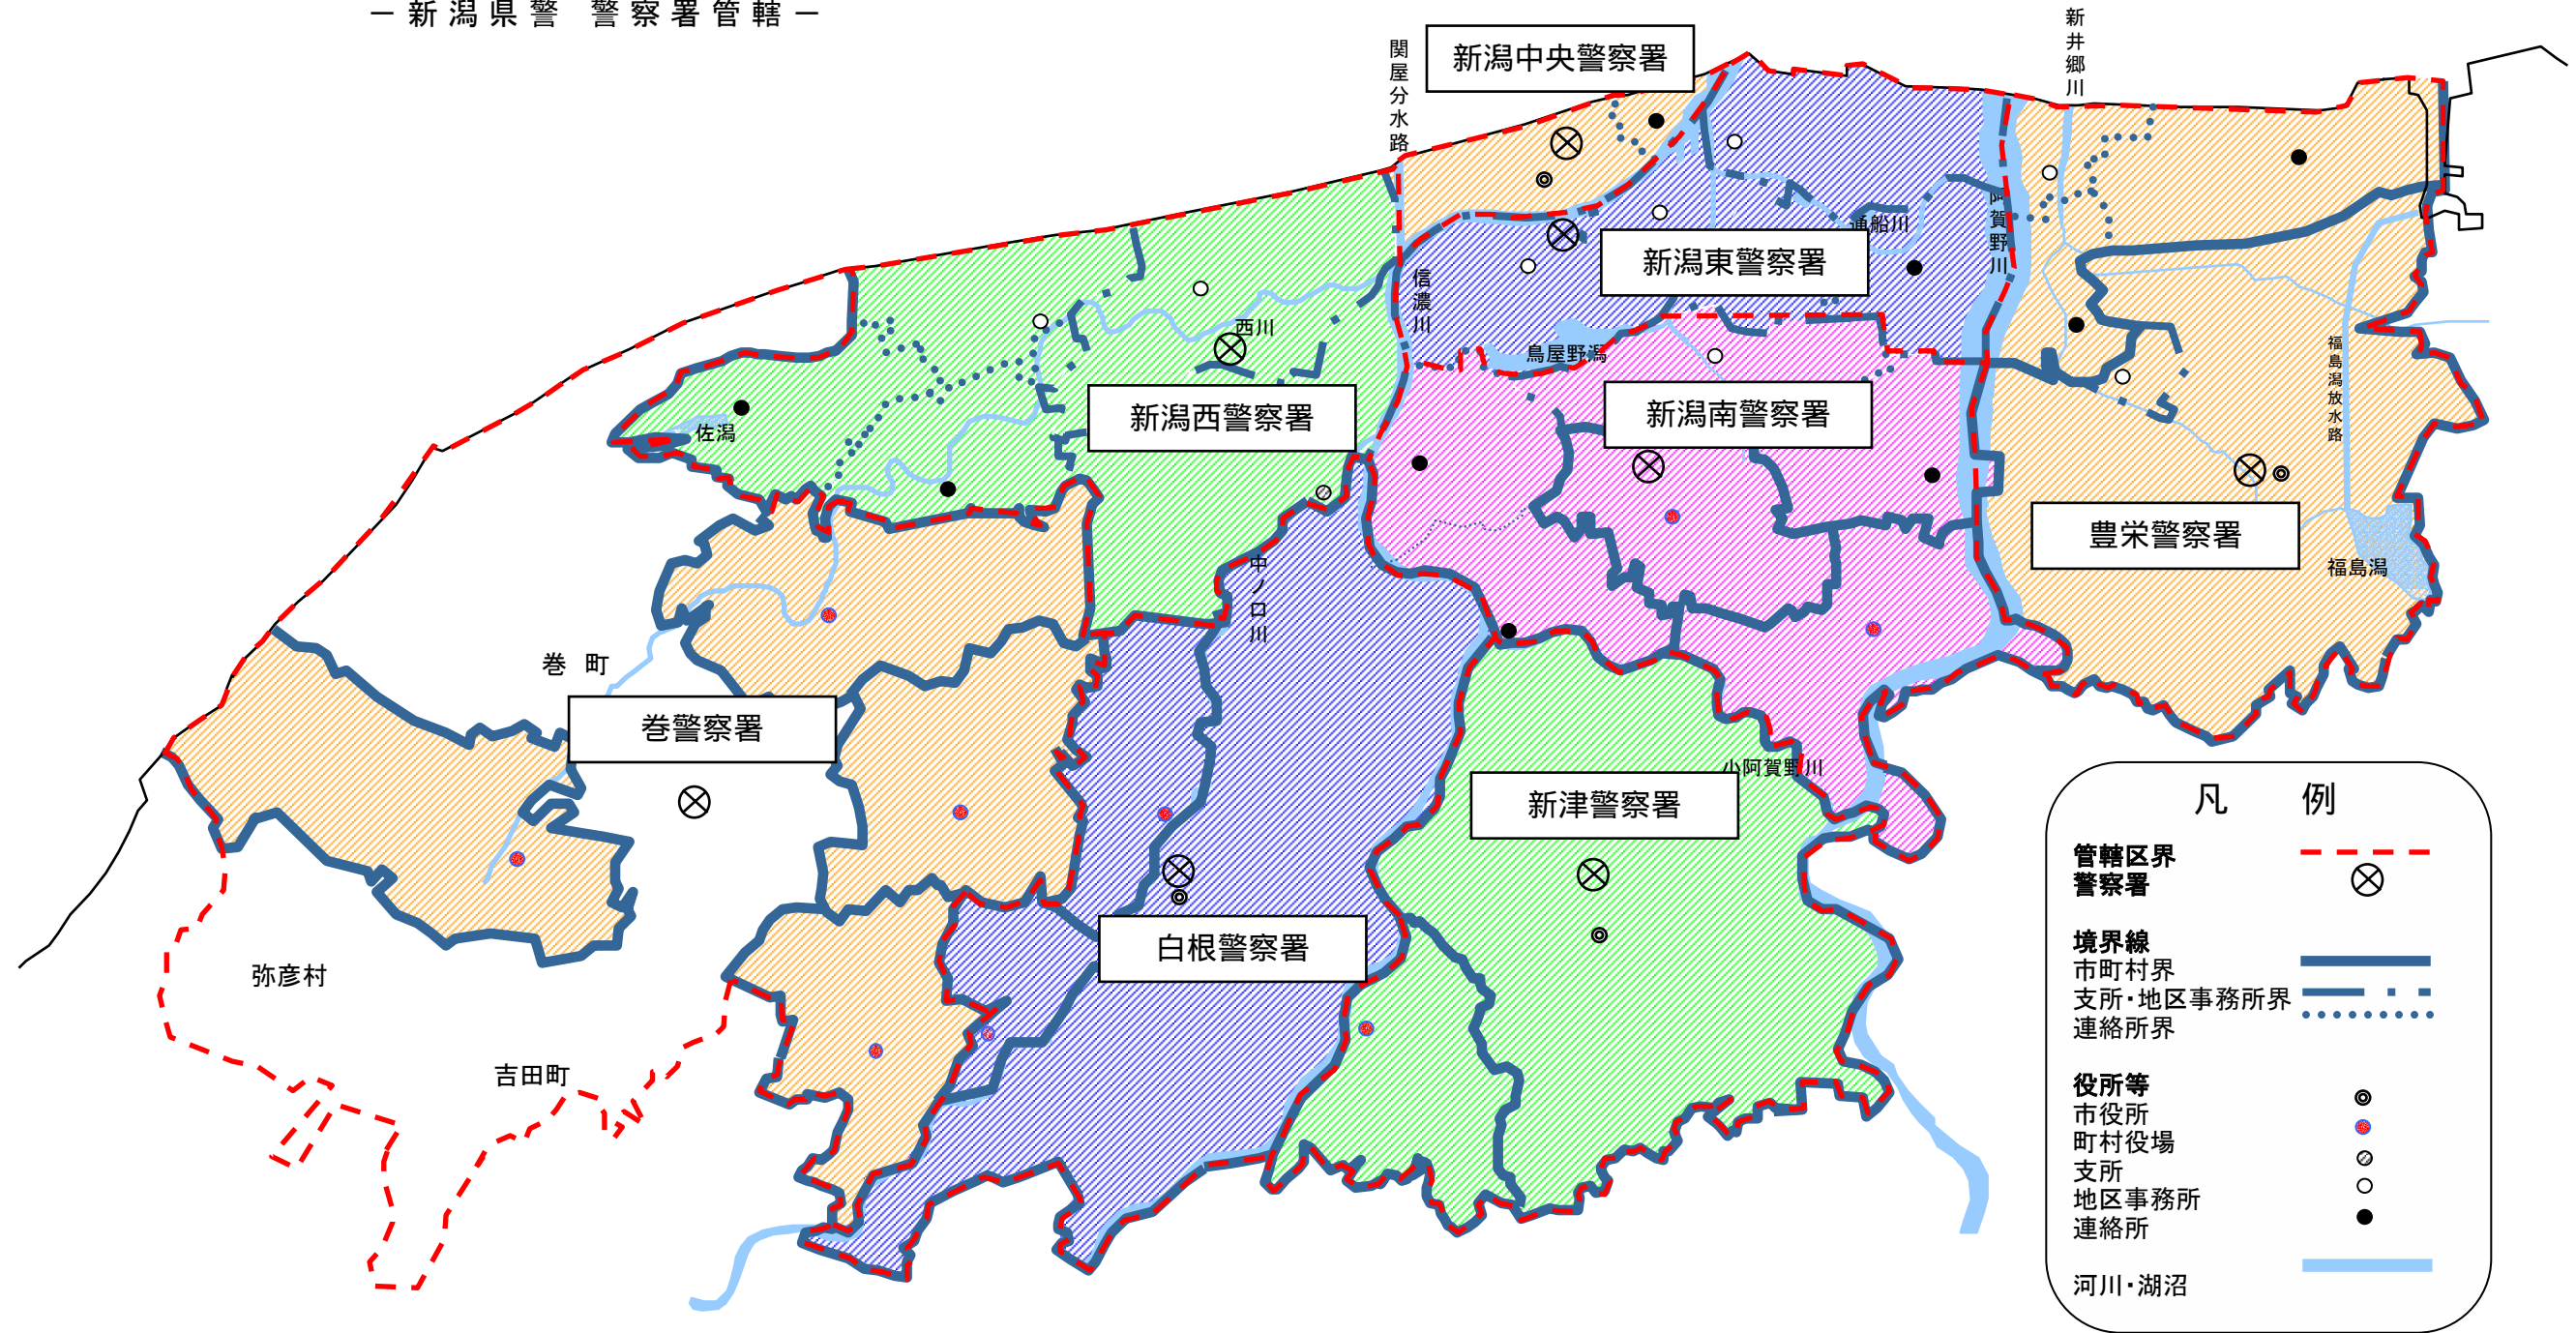 －新潟県警 警察署管轄－
新潟中央警察署
関屋分水路
新井郷川
阿賀野川
通船川
新潟東警察署
信濃川
西川
鳥屋野潟
福島潟放水路
新潟西警察署
新潟南警察署
佐潟
豊栄警察署
福島潟
中ノ口川
巻 町
巻警察署
小阿賀野川
新津警察署
白根警察署
弥彦村
吉田町
凡 例
管轄区界
警察署
境界線
市町村界
支所・地区事務所界
連絡所界
役所等
市役所
町村役場
支所
地区事務所
連絡所
河川・湖沼